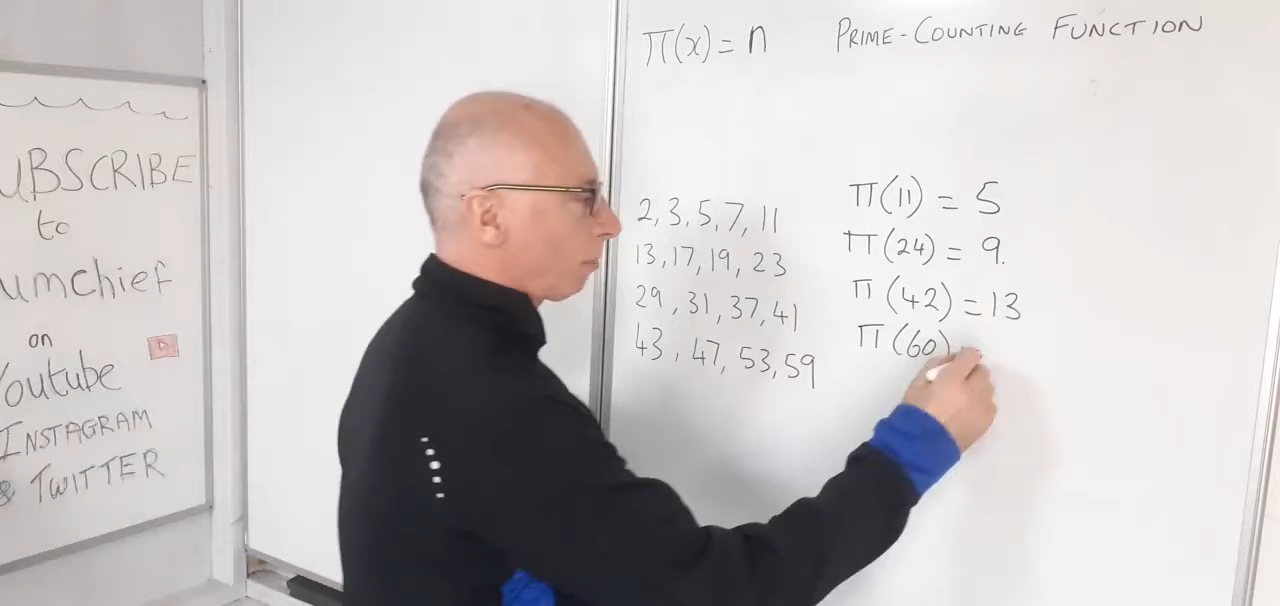 UBSCRIBE
to
umchief
on
Youtube
INSTAGRAM
& TWITTER
π(x) = n PRIME-COUNTING FUNCTION
2, 3, 5, 7, 11
13, 17, 19, 23
29, 31, 37, 41
43, 47, 53, 59
π(11) = 5
π(24) = 9.
π(42) = 13
π(60)